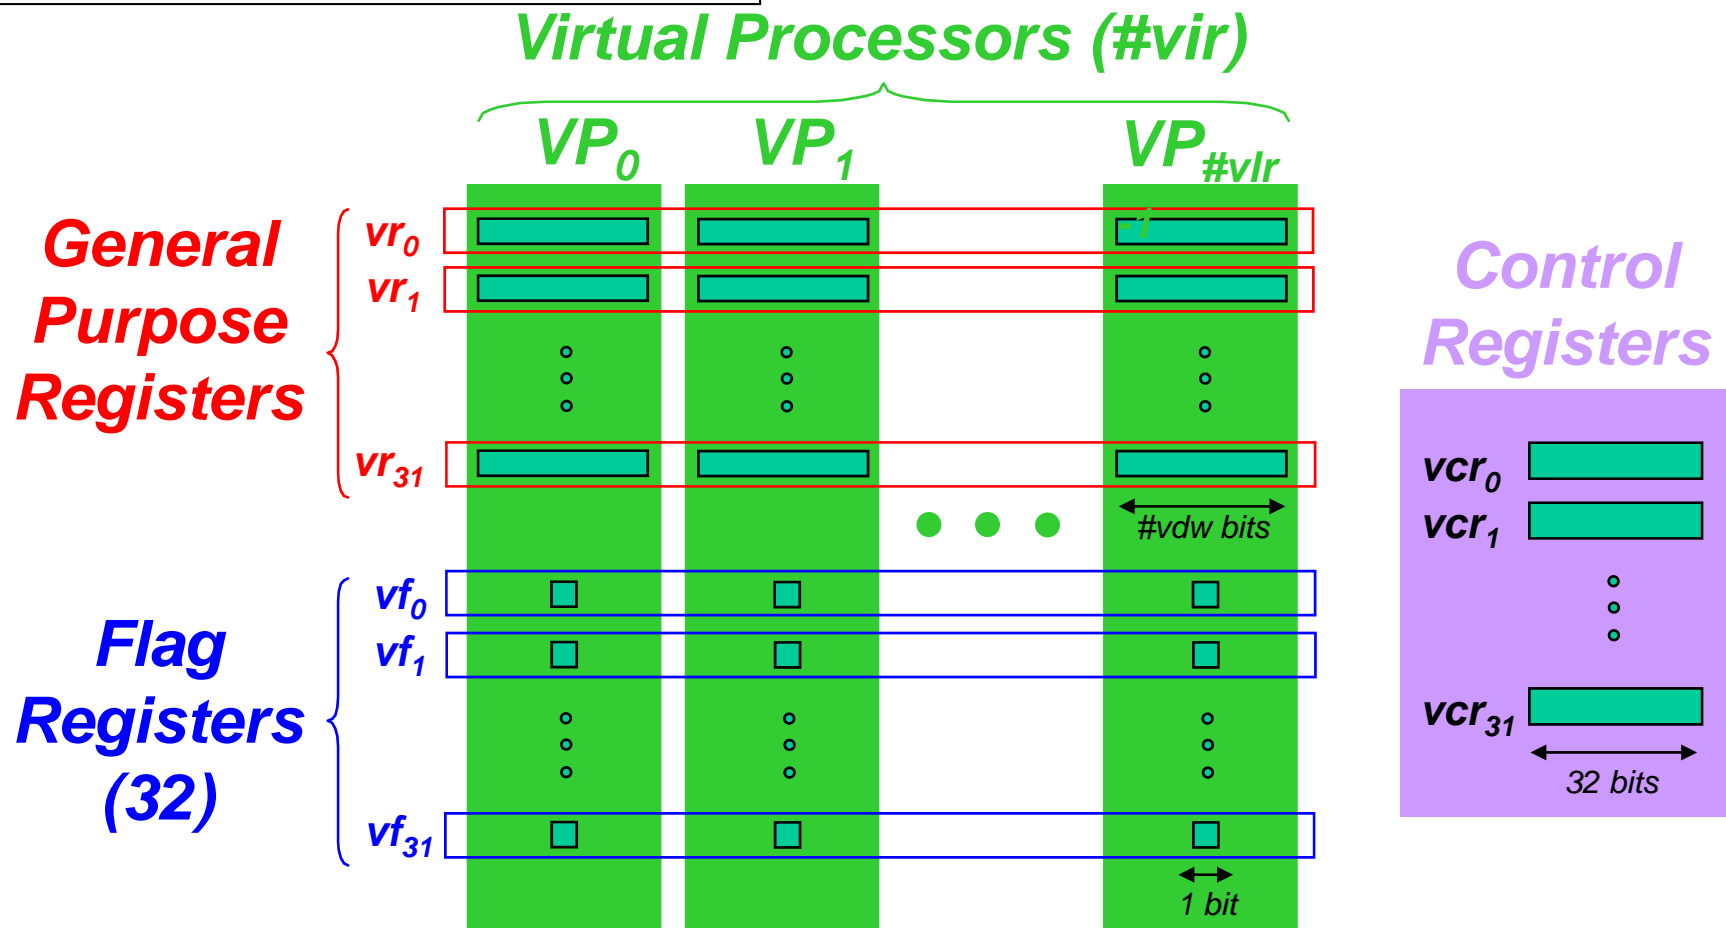 Virtual Processors (#vir)
VP0 VP1 VP#vlr
-1
General
Purpose
Registers
vr0
vr1
vr31
#vdw bits
Flag
Registers
(32)
vf0
vf1
vf31
1 bit
Control
Registers
vcr0
vcr1
vcr31
32 bits